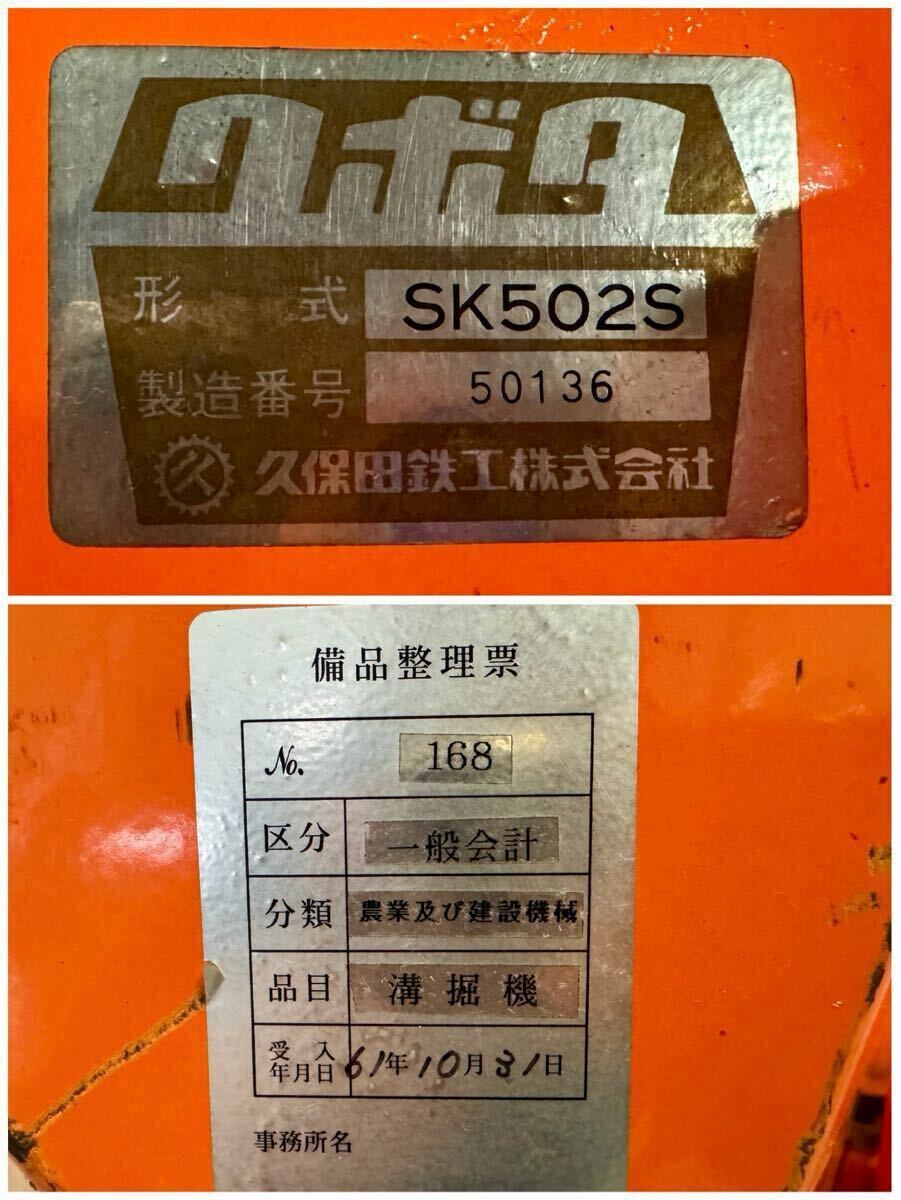 クボタ
形式 SK502S
製造番号 50136
久 久保田鉄工株式会社
備品整理票
No. 168
区分 一般会計
分類 農業及び建設機械
品目 溝掘機
受入年月日 61年10月31日
事務所名